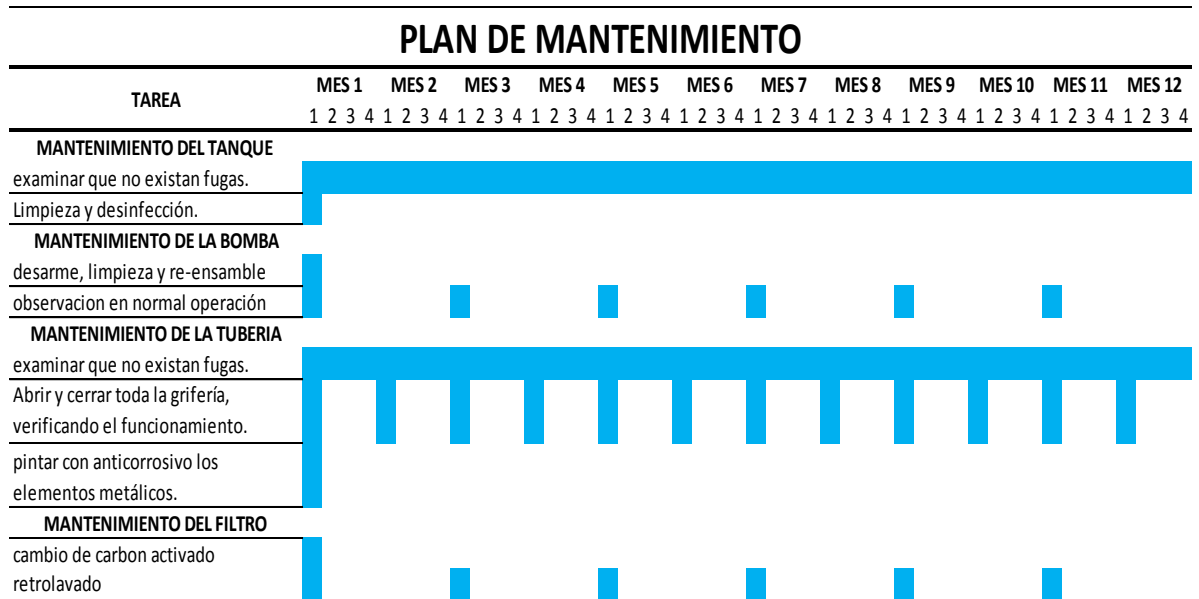 PLAN DE MANTENIMIENTO
TAREA
MES 1 MES 2 MES 3 MES 4 MES 5 MES 6 MES 7 MES 8 MES 9 MES 10 MES 11 MES 12
1 2 3 4 1 2 3 4 1 2 3 4 1 2 3 4 1 2 3 4 1 2 3 4 1 2 3 4 1 2 3 4 1 2 3 4 1 2 3 4 1 2 3 4 1 2 3 4
MANTENIMIENTO DEL TANQUE
examinar que no existan fugas.
Limpieza y desinfección.
MANTENIMIENTO DE LA BOMBA
desarme, limpieza y re-ensamble
observacion en normal operación
MANTENIMIENTO DE LA TUBERIA
examinar que no existan fugas.
Abrir y cerrar toda la grifería,
verificando el funcionamiento.
pintar con anticorrosivo los
elementos metálicos.
MANTENIMIENTO DEL FILTRO
cambio de carbon activado
retrolavado